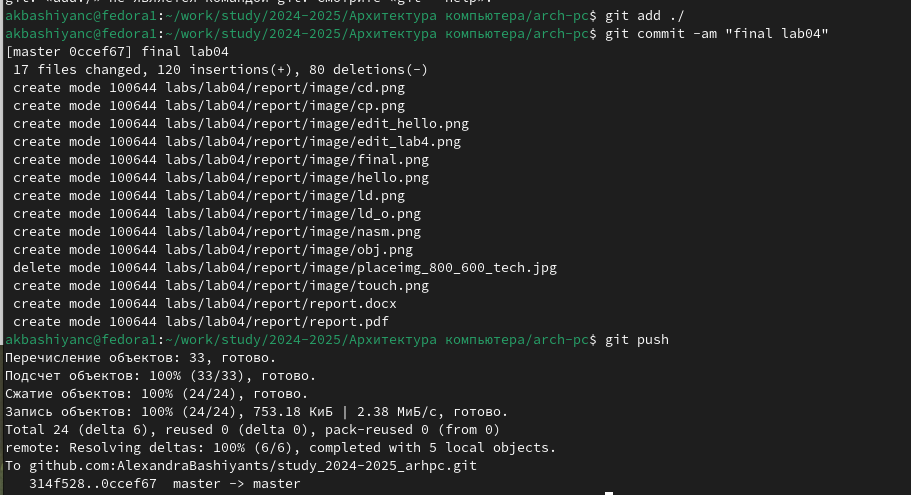 git: «add./» не является командой git. Смотрите «git --help».
akbashiyanc@fedora1:~/work/study/2024-2025/Архитектура компьютера/arch-pc$ git add ./
akbashiyanc@fedora1:~/work/study/2024-2025/Архитектура компьютера/arch-pc$ git commit -am "final lab04"
[master 0ccef67] final lab04
 17 files changed, 120 insertions(+), 80 deletions(-)
 create mode 100644 labs/lab04/report/image/cd.png
 create mode 100644 labs/lab04/report/image/cp.png
 create mode 100644 labs/lab04/report/image/edit_hello.png
 create mode 100644 labs/lab04/report/image/edit_lab4.png
 create mode 100644 labs/lab04/report/image/final.png
 create mode 100644 labs/lab04/report/image/hello.png
 create mode 100644 labs/lab04/report/image/ld.png
 create mode 100644 labs/lab04/report/image/ld_o.png
 create mode 100644 labs/lab04/report/image/nasm.png
 create mode 100644 labs/lab04/report/image/obj.png
 delete mode 100644 labs/lab04/report/image/placeimg_800_600_tech.jpg
 create mode 100644 labs/lab04/report/image/touch.png
 create mode 100644 labs/lab04/report/report.docx
 create mode 100644 labs/lab04/report/report.pdf
akbashiyanc@fedora1:~/work/study/2024-2025/Архитектура компьютера/arch-pc$ git push
Перечисление объектов: 33, готово.
Подсчет объектов: 100% (33/33), готово.
Сжатие объектов: 100% (24/24), готово.
Запись объектов: 100% (24/24), 753.18 КиБ | 2.38 МиБ/с, готово.
Total 24 (delta 6), reused 0 (delta 0), pack-reused 0 (from 0)
remote: Resolving deltas: 100% (6/6), completed with 5 local objects.
To github.com:AlexandraBashiyants/study_2024-2025_arhpc.git
   314f528..0ccef67  master -> master